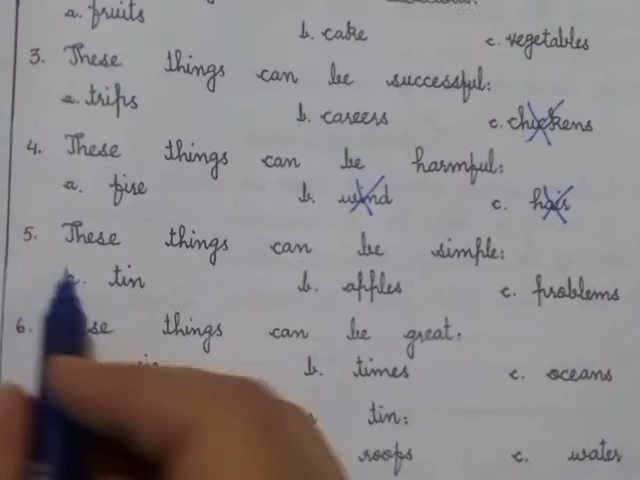 a. fruits b. cake c. vegetables
3. These things can be successful:
a. trips b. careers c. chickens
4. These things can be harmful:
a. fire b. wind c. hair
5. These things can be simple:
a. tin b. apples c. problems
6. things can be great:
b. times c. oceans
tin:
roofs c. water